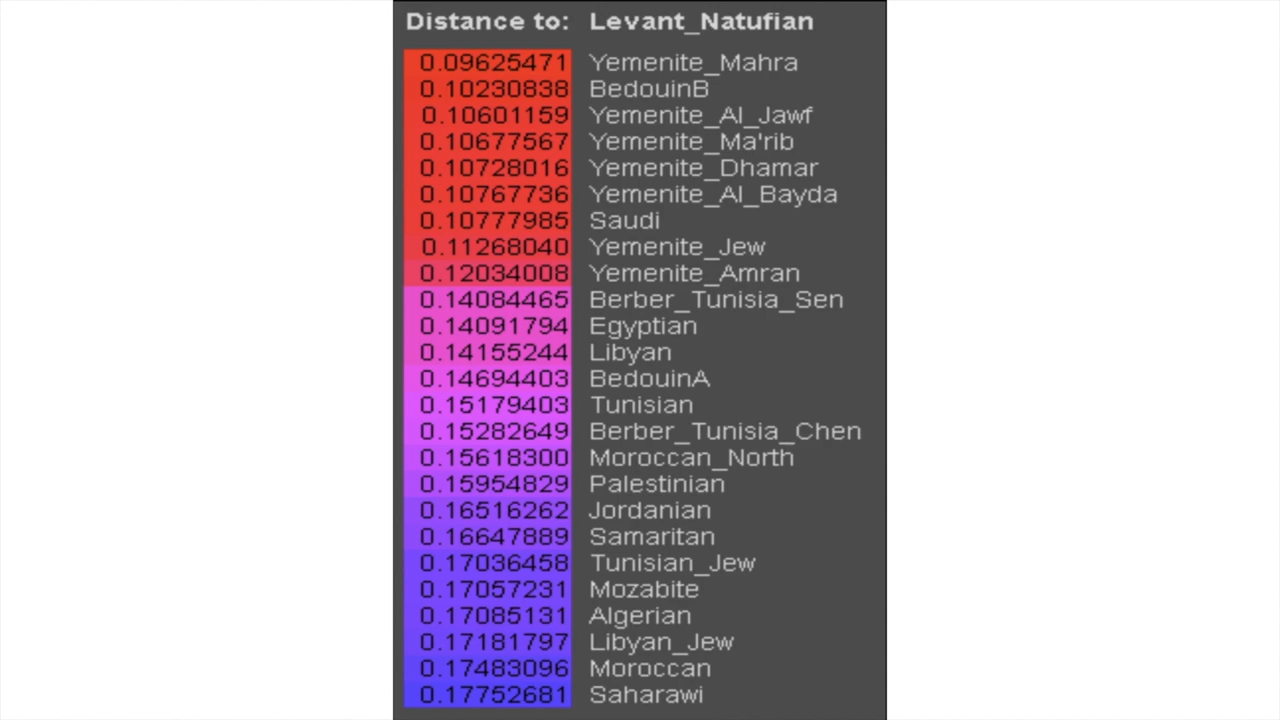 Distance to: Levant_Natufian
0.09625471 Yemenite_Mahra
0.10230838 BedouinB
0.10601159 Yemenite_Al_Jawf
0.10677567 Yemenite_Ma'rib
0.10728016 Yemenite_Dhamar
0.10767736 Yemenite_Al_Bayda
0.10777985 Saudi
0.11268040 Yemenite_Jew
0.12034008 Yemenite_Amran
0.14084465 Berber_Tunisia_Sen
0.14091794 Egyptian
0.14155244 Libyan
0.14694403 BedouinA
0.15179403 Tunisian
0.15282649 Berber_Tunisia_Chen
0.15618300 Moroccan_North
0.15954829 Palestinian
0.16516262 Jordanian
0.16647889 Samaritan
0.17036458 Tunisian_Jew
0.17057231 Mozabite
0.17085131 Algerian
0.17181797 Libyan_Jew
0.17483096 Moroccan
0.17752681 Saharawi